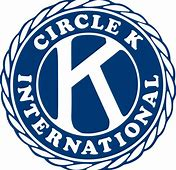 CIRCLE K
K
INTERNATIONAL